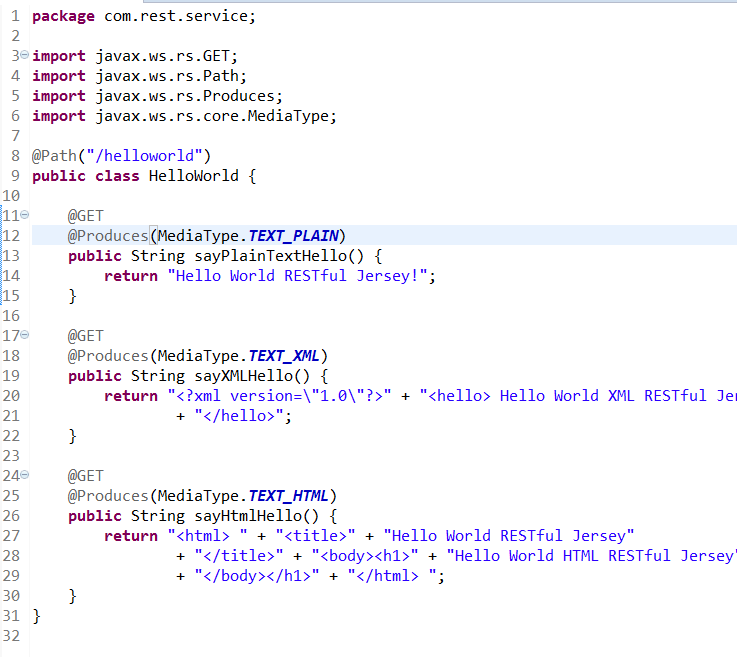 1 package com.rest.service;
2
3 import javax.ws.rs.GET;
4 import javax.ws.rs.Path;
5 import javax.ws.rs.Produces;
6 import javax.ws.rs.core.MediaType;
7
8 @Path("/helloworld")
9 public class HelloWorld {
10
11     @GET
12     @Produces(MediaType.TEXT_PLAIN)
13     public String sayPlainTextHello() {
14         return "Hello World RESTful Jersey!";
15     }
16
17     @GET
18     @Produces(MediaType.TEXT_XML)
19     public String sayXMLHello() {
20         return "<?xml version=\"1.0\"?>" + "<hello> Hello World XML RESTful
21                 + "</hello>";
22     }
23
24     @GET
25     @Produces(MediaType.TEXT_HTML)
26     public String sayHtmlHello() {
27         return "<html> " + "<title>" + "Hello World RESTful Jersey"
28                 + "</title>" + "<body><h1>" + "Hello World HTML RESTful Jersey"
29                 + "</body></h1>" + "</html> ";
30     }
31 }
32